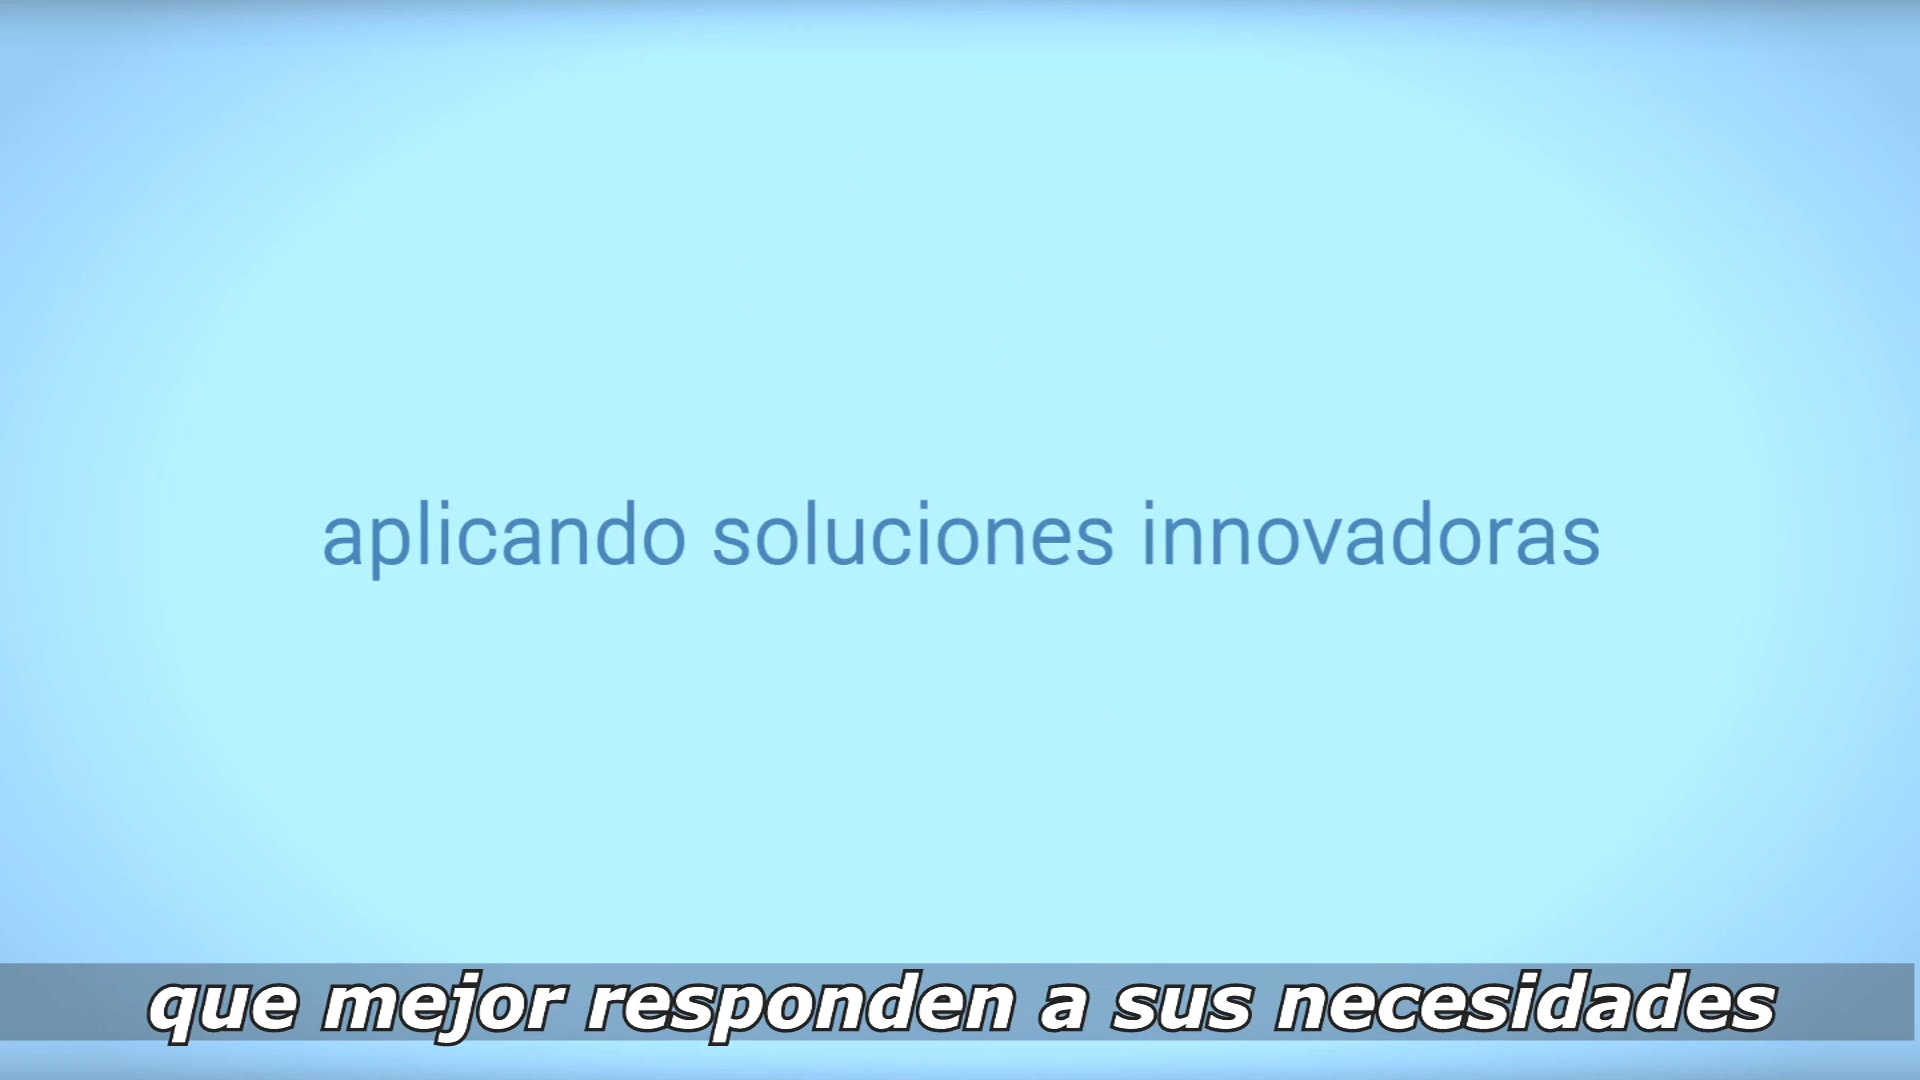 aplicando soluciones innovadoras
que mejor responden a sus necesidades